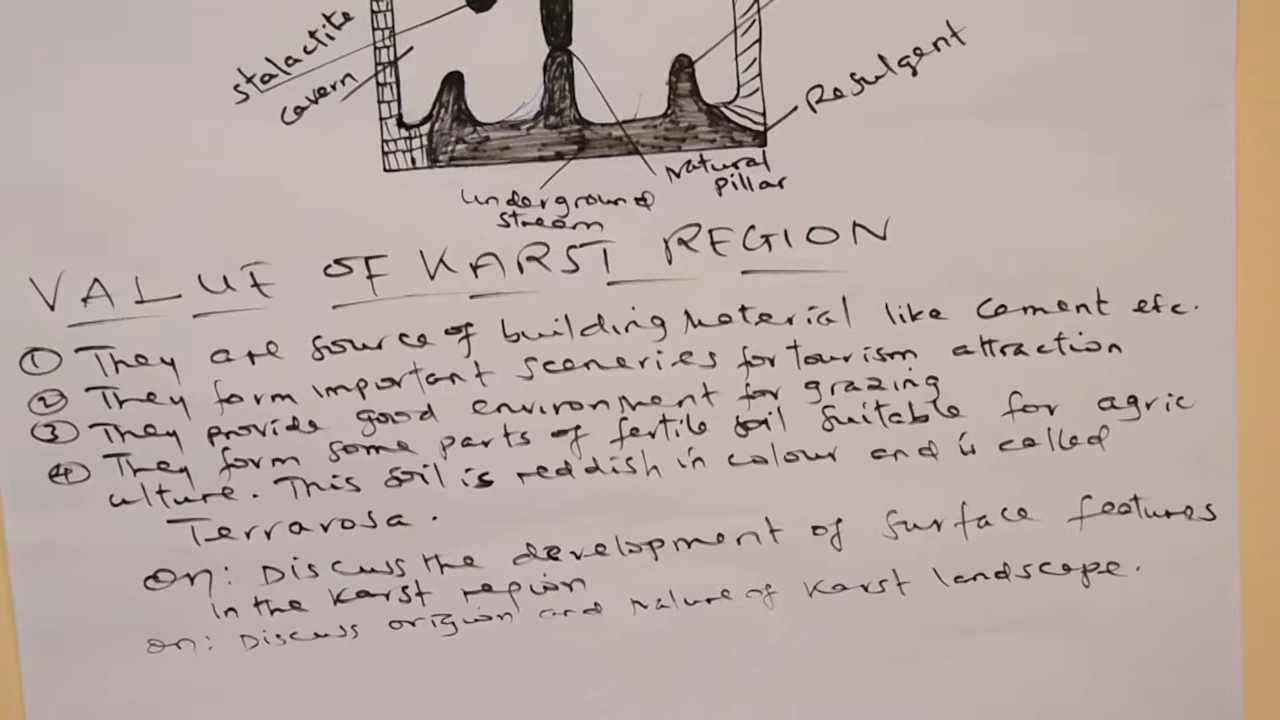 stalactite
cavern
Resulgent
Natural
pillar
Underground
stream
VALUE OF KARST REGION
① They are source of building Material like Cement etc.
② They form important sceneries for tourism attraction
③ They provide good environment for grazing
④ They form some parts of fertile soil suitable for agric
ulture. This soil is reddish in colour and is called
Terrarosa.
Qn: Discuss the development of surface features
in the Karst region
Qn: Discuss origion and Nature of Karst landscape.